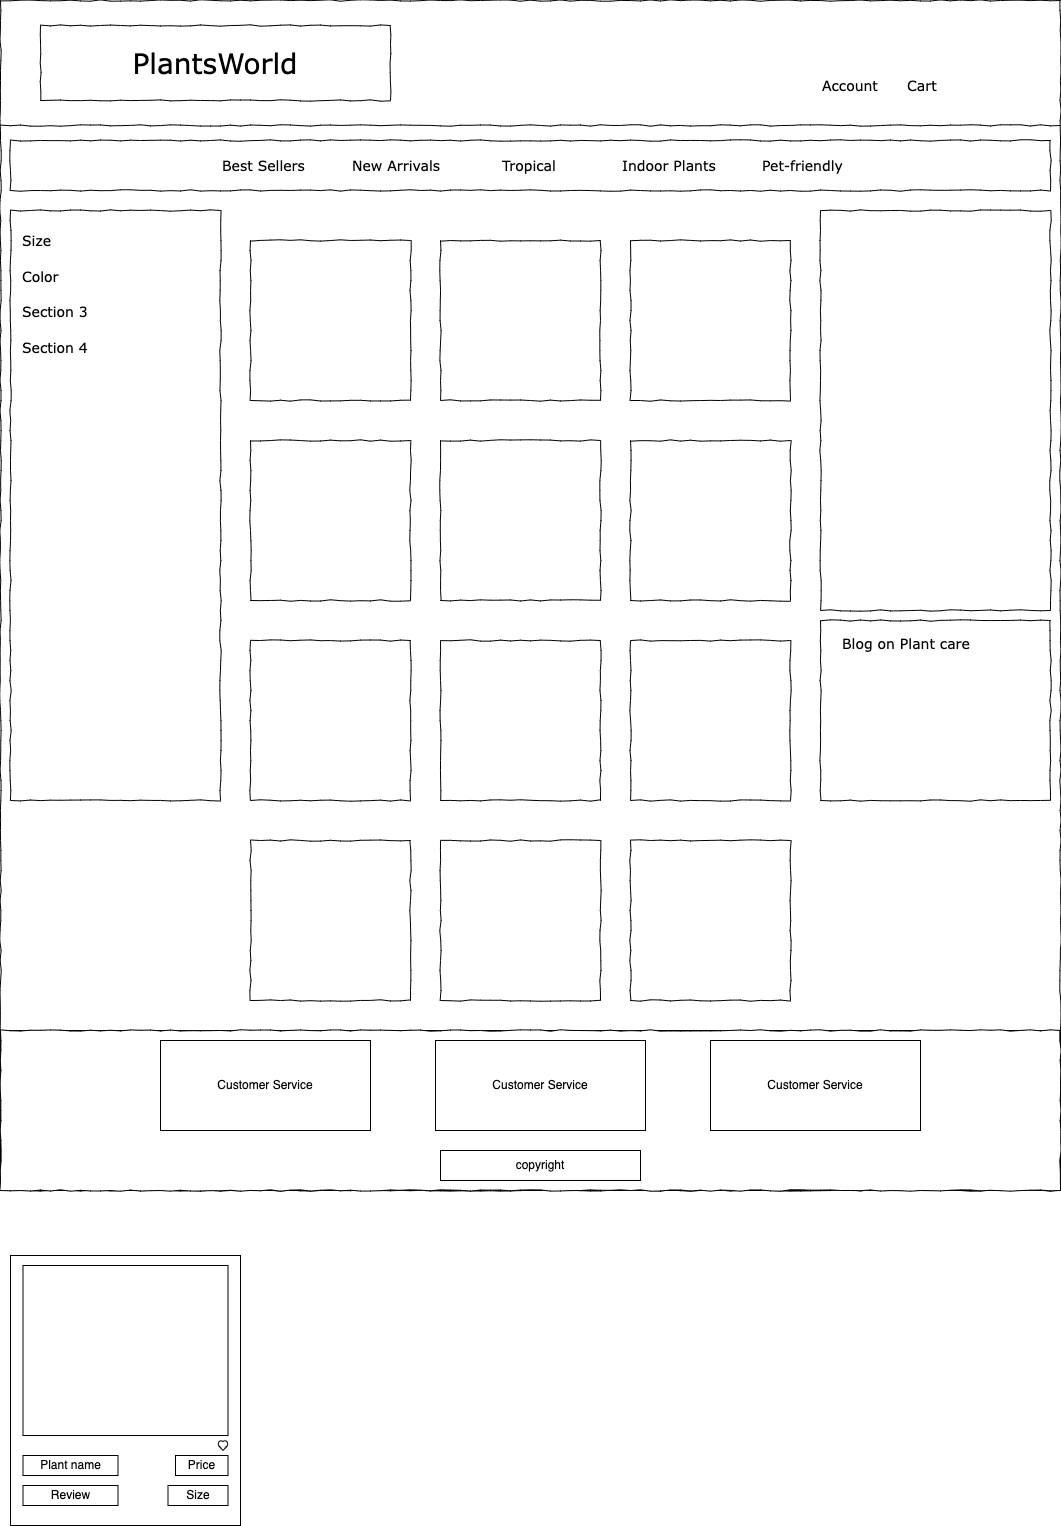 PlantsWorld
Account Cart
Best Sellers New Arrivals Tropical Indoor Plants Pet-friendly
Size
Color
Section 3
Section 4
Blog on Plant care
Customer Service Customer Service Customer Service
copyright
Plant name Price
Review Size